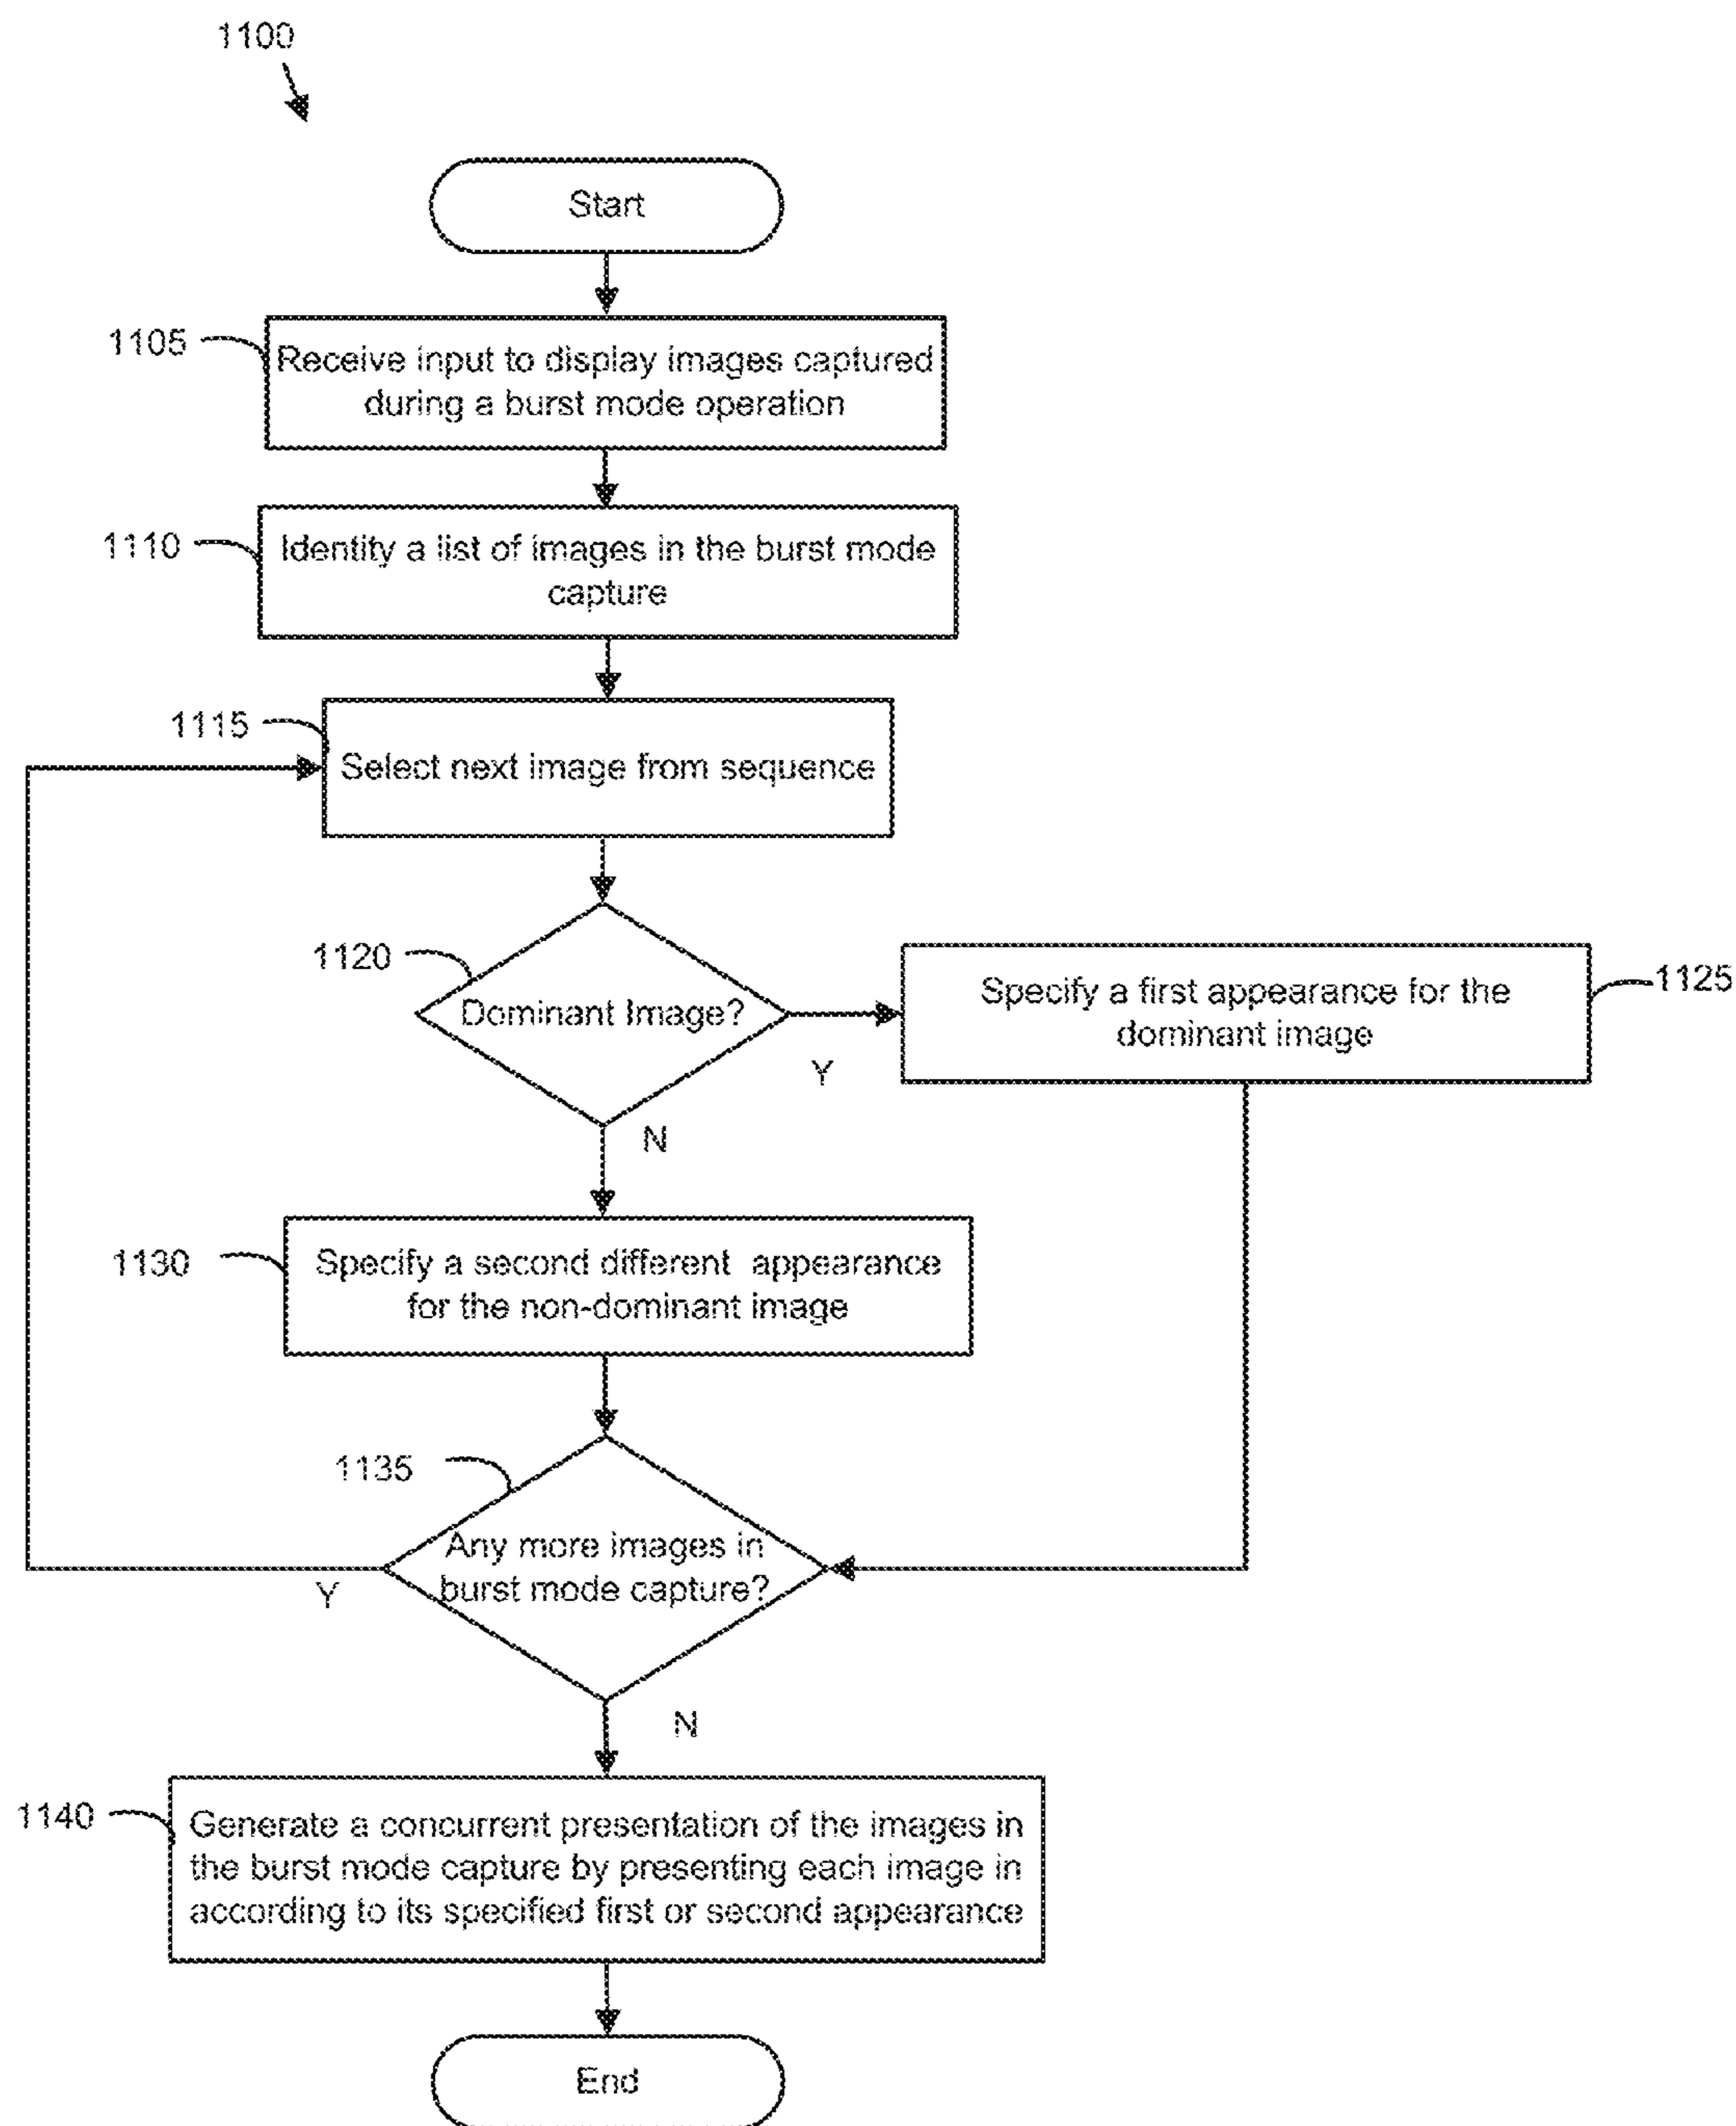 1100
Start
1105
Receive input to display images captured
during a burst mode operation
1110
Identity a list of images in the burst mode
capture
1115
Select next image from sequence
1120
Dominant Image?
Y
N
Specify a first appearance for the
dominant image
1125
1130
Specify a second different appearance
for the non-dominant image
1135
Any more images in
burst mode capture?
Y
N
1140
Generate a concurrent presentation of the images in
the burst mode capture by presenting each image in
according to its specified first or second appearance
End